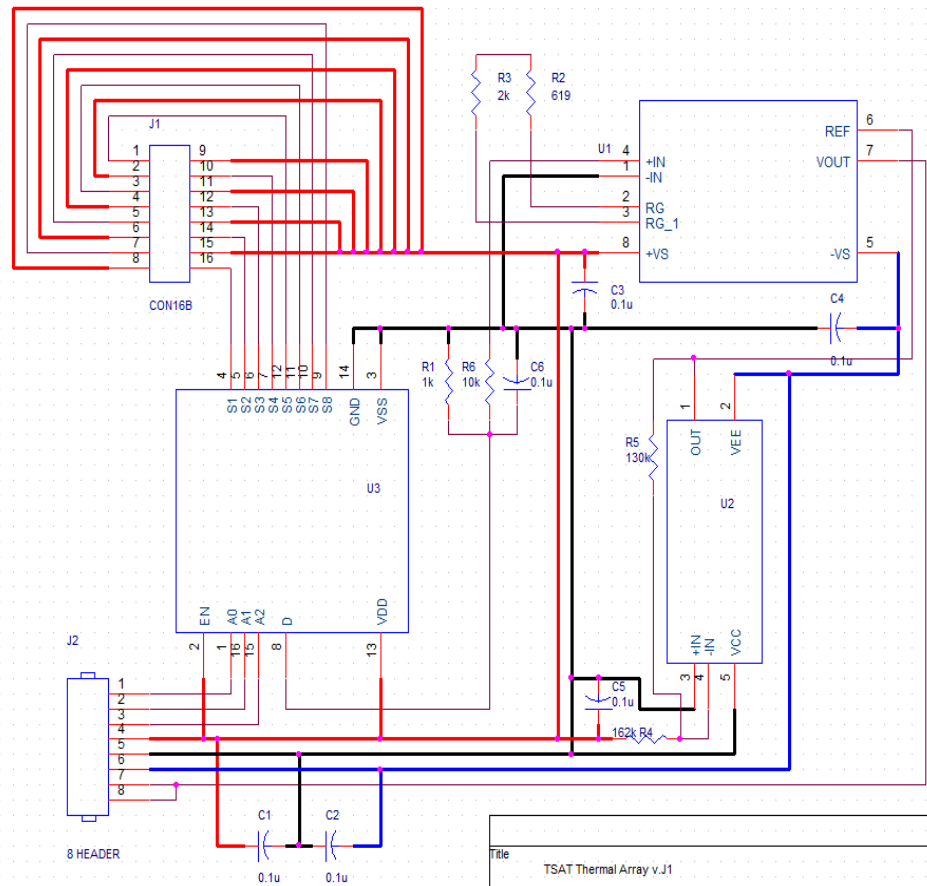 J1
1
2
3
4
5
6
7
8
9
10
11
12
13
14
15
16
CON16B
R3
2k
R2
619
U1
4
+IN
1
-IN
2
RG
3
RG_1
8
+VS
REF
6
VOUT
7
-VS
5
C3
0.1u
C4
0.1u
4
5
6
7
12
11
10
9
14
3
S1
S2
S3
S4
S5
S6
S7
S8
GND
VSS
U3
R1
1k
R6
10k
C6
0.1u
R5
130k
1
2
OUT
VEE
U2
+IN
-IN
VCC
3
4
5
EN
A0
A1
A2
D
VDD
2
1
16
15
8
13
J2
1
2
3
4
5
6
7
8
8 HEADER
C5
0.1u
162k R4
C1
0.1u
C2
0.1u
Title
TSAT Thermal Array v.J1